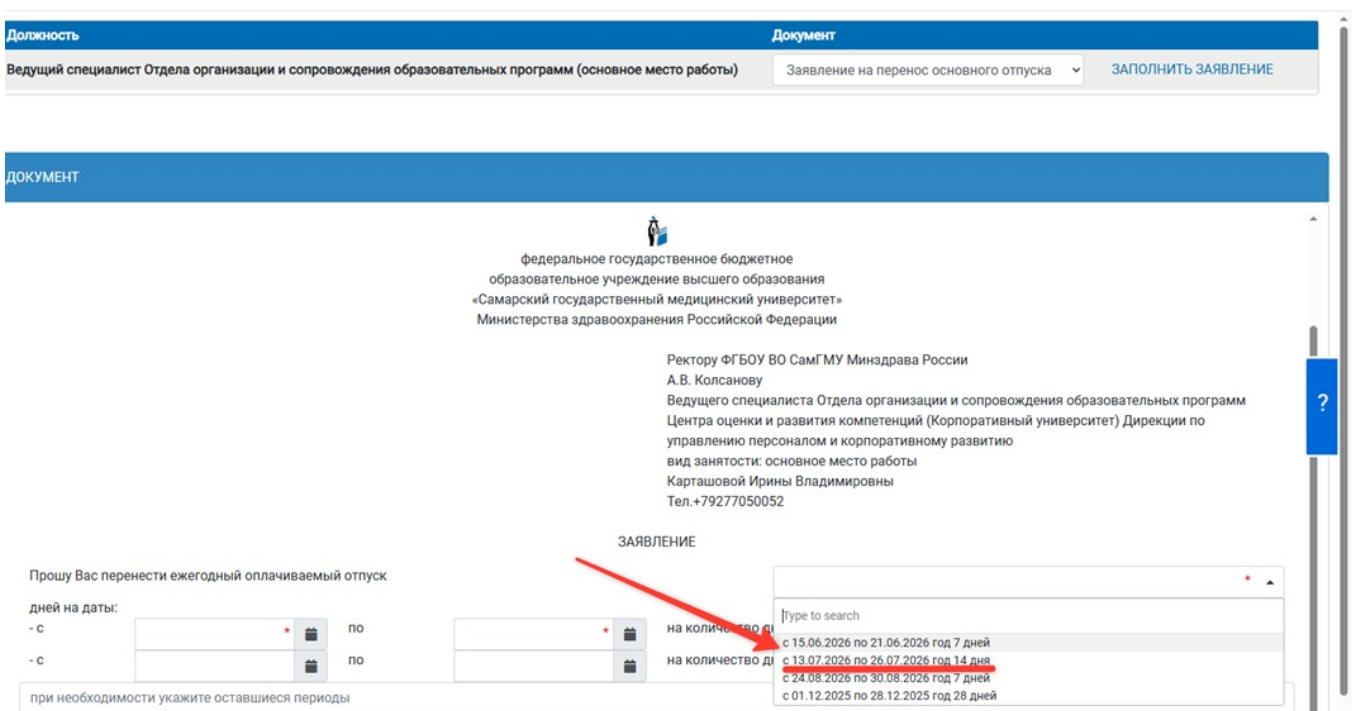 Должность Документ
Ведущий специалист Отдела организации и сопровождения образовательных программ (основное место работы) Заявление на перенос основного отпуска ЗАПОЛНИТЬ ЗАЯВЛЕНИЕ
ДОКУМЕНТ
федеральное государственное бюджетное
образовательное учреждение высшего образования
«Самарский государственный медицинский университет»
Министерства здравоохранения Российской Федерации
Ректору ФГБОУ ВО СамГМУ Минздрава России
А.В. Колсанову
Ведущего специалиста Отдела организации и сопровождения образовательных программ
Центра оценки и развития компетенций (Корпоративный университет) Дирекции по
управлению персоналом и корпоративному развитию
вид занятости: основное место работы
Карташовой Ирины Владимировны
Тел.+79277050052
?
ЗАЯВЛЕНИЕ
Прошу Вас перенести ежегодный оплачиваемый отпуск *
Type to search
дней на даты:
- с * по * на количество
с 15.06.2026 по 21.06.2026 год 7 дней
- с по на количество
с 13.07.2026 по 26.07.2026 год 14 дня
с 24.08.2026 по 30.08.2026 год 7 дней
с 01.12.2025 по 28.12.2025 год 28 дней
при необходимости укажите оставшиеся периоды